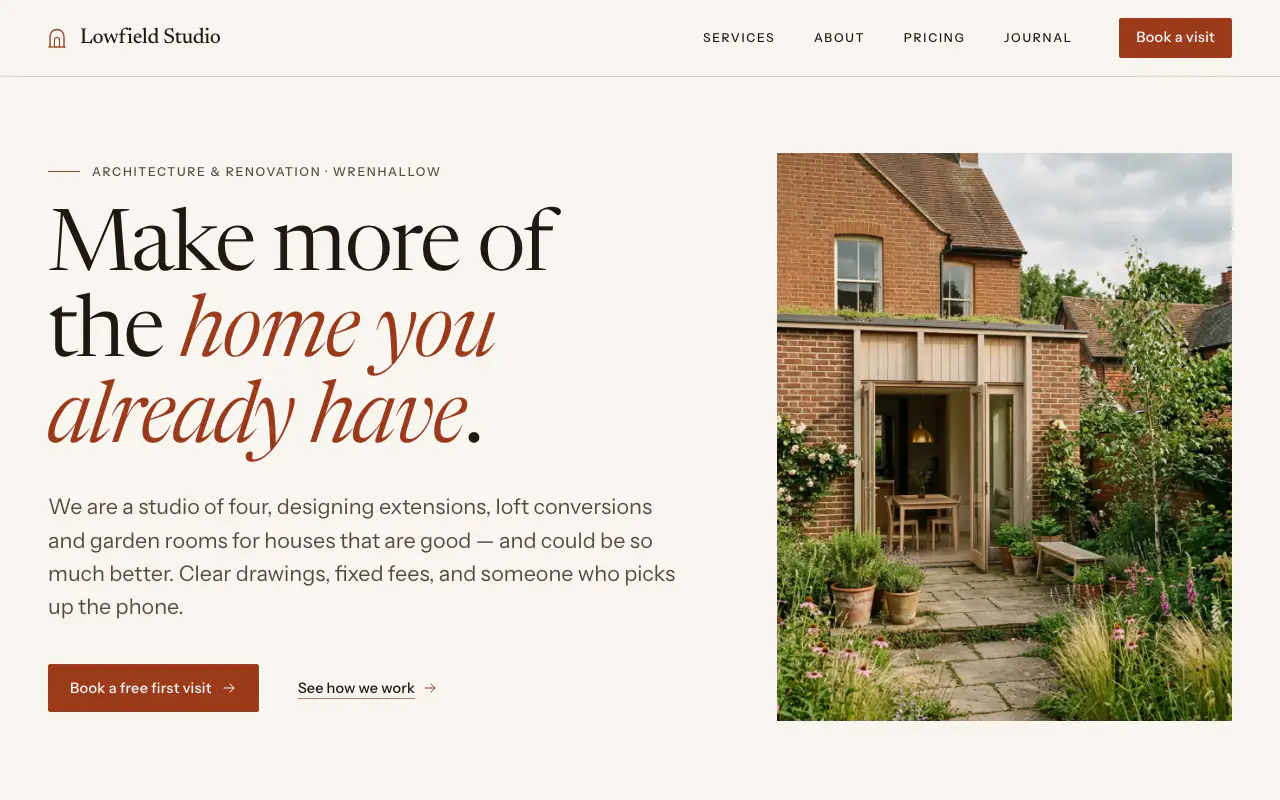 Lowfield Studio
SERVICES
ABOUT
PRICING
JOURNAL
Book a visit
ARCHITECTURE & RENOVATION · WRENHALLOW
Make more of
the home you
already have.
We are a studio of four, designing extensions, loft conversions
and garden rooms for houses that are good — and could be so
much better. Clear drawings, fixed fees, and someone who picks
up the phone.
Book a free first visit →
See how we work →